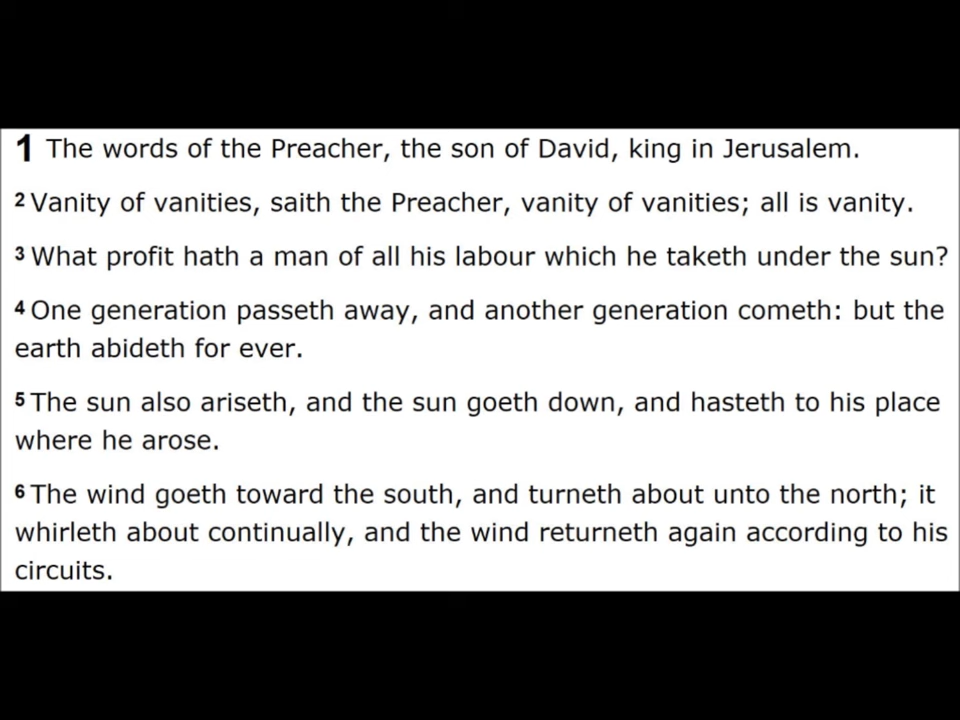 1 The words of the Preacher, the son of David, king in Jerusalem.
2 Vanity of vanities, saith the Preacher, vanity of vanities; all is vanity.
3 What profit hath a man of all his labour which he taketh under the sun?
4 One generation passeth away, and another generation cometh: but the
earth abideth for ever.
5 The sun also ariseth, and the sun goeth down, and hasteth to his place
where he arose.
6 The wind goeth toward the south, and turneth about unto the north; it
whirleth about continually, and the wind returneth again according to his
circuits.